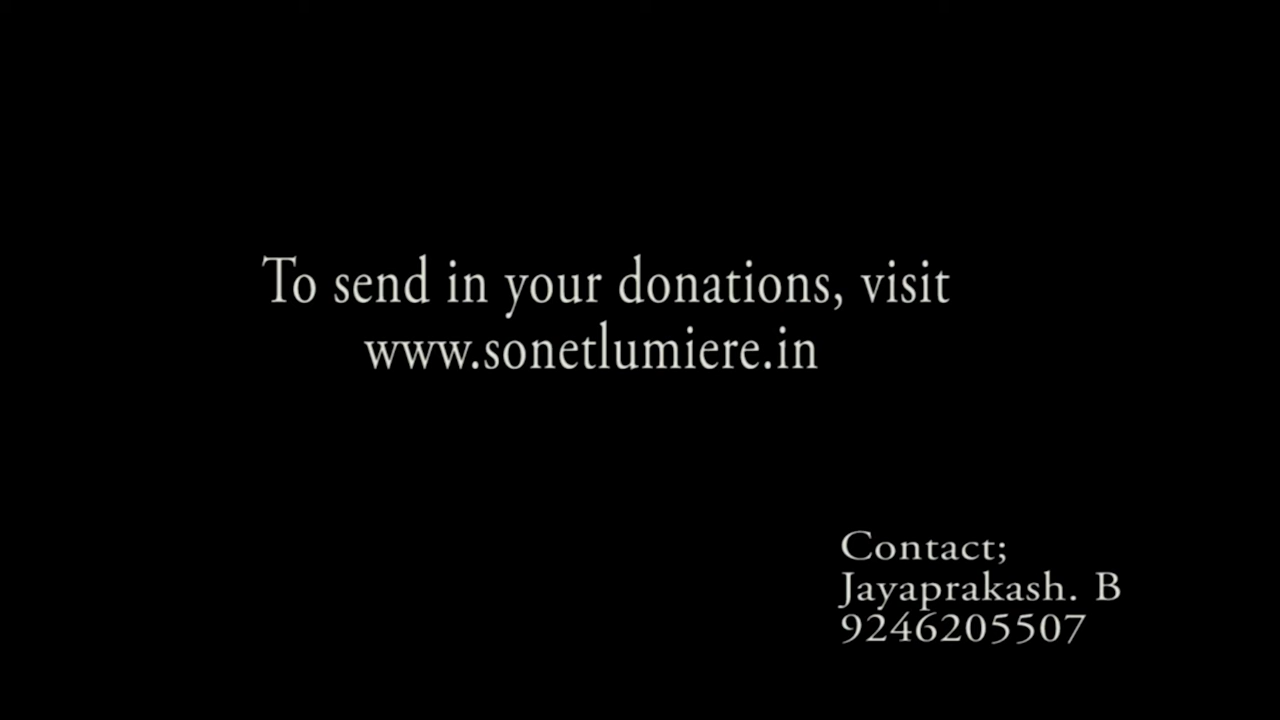 To send in your donations, visit
www.sonetlumiere.in
Contact;
Jayaprakash. B
9246205507